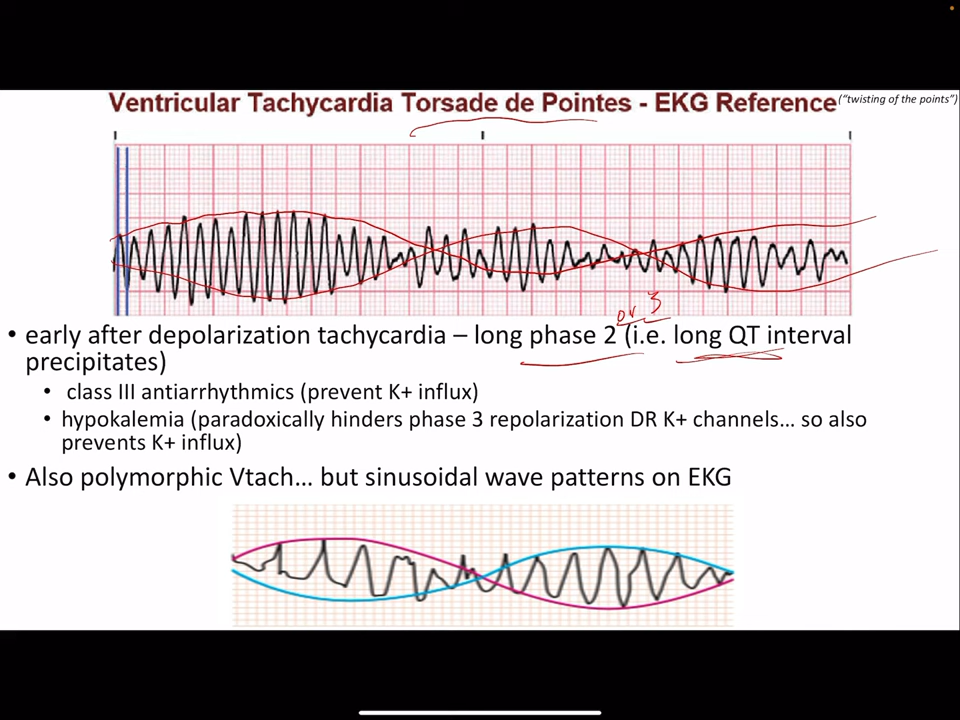 Ventricular Tachycardia Torsade de Pointes - EKG Reference
("twisting of the points")
or 3
• early after depolarization tachycardia – long phase 2 (i.e. long QT interval
precipitates)
• class III antiarrhythmics (prevent K+ influx)
• hypokalemia (paradoxically hinders phase 3 repolarization DR K+ channels... so also
prevents K+ influx)
• Also polymorphic Vtach... but sinusoidal wave patterns on EKG